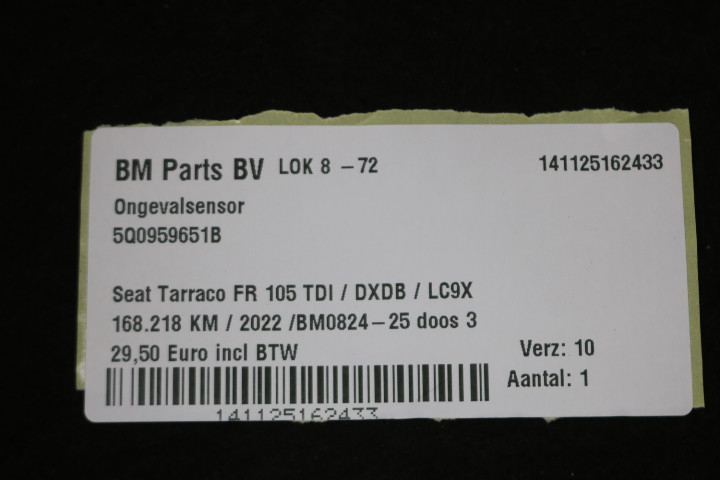 BM Parts BV LOK 8 - 72 141125162433
Ongevalsensor
5Q0959651B
Seat Tarraco FR 105 TDI / DXDB / LC9X
168.218 KM / 2022 /BM0824-25 doos 3
29,50 Euro incl BTW Verz: 10
Aantal: 1
141125162433